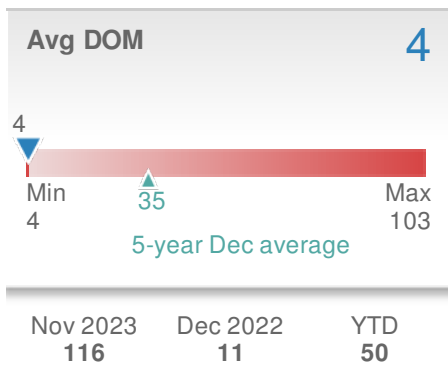 Avg DOM 4
4
Min Max
4 35 103
5-year Dec average
Nov 2023 Dec 2022 YTD
116 11 50